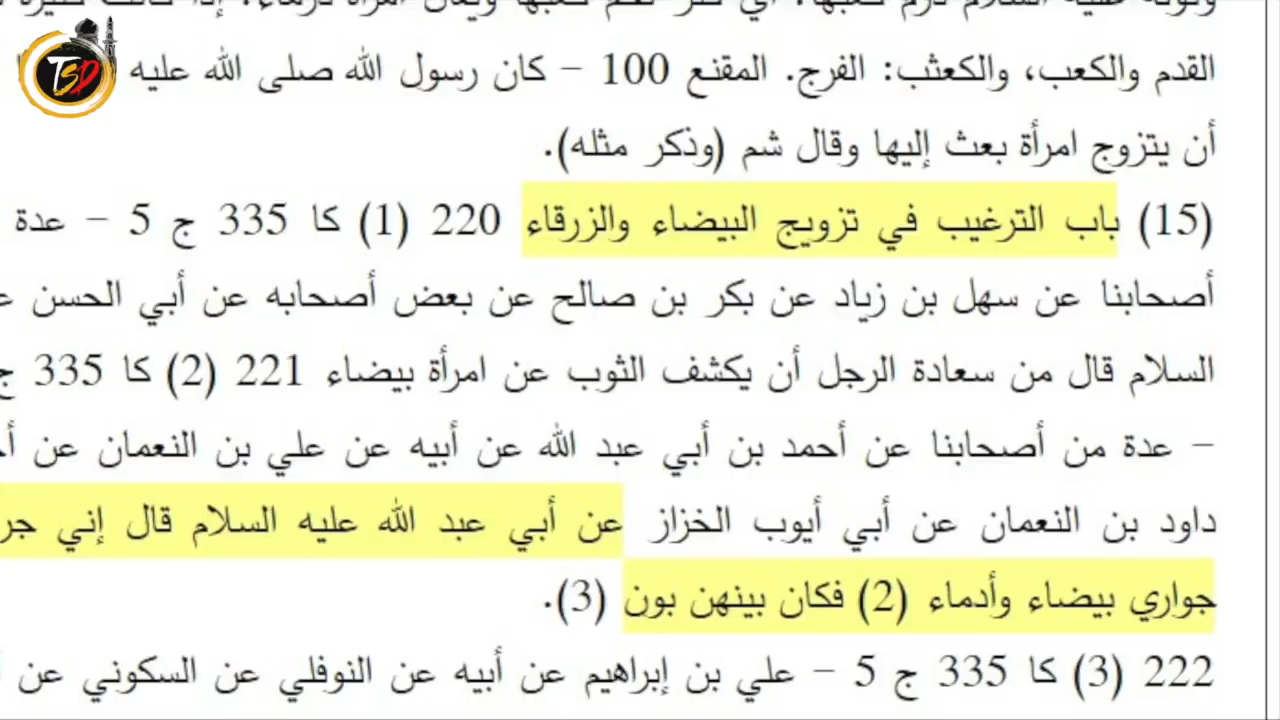 TSD
القدم والكعب، والكعثب: الفرج. المقنع 100 – كان رسول الله صلى الله عليه
أن يتزوج امرأة بعث إليها وقال شم (وذكر مثله).
(15) باب الترغيب في تزويج البيضاء والزرقاء 220 (1) كا 335 ج 5 – عدة
أصحابنا عن سهل بن زياد عن بكر بن صالح عن بعض أصحابه عن أبي الحسن
السلام قال من سعادة الرجل أن يكشف الثوب عن امرأة بيضاء 221 (2) كا 335 ج
– عدة من أصحابنا عن أحمد بن أبي عبد الله عن أبيه عن علي بن النعمان عن
داود بن النعمان عن أبي أيوب الخزاز عن أبي عبد الله عليه السلام قال إني جر
جواري بيضاء وأدماء (2) فكان بينهن بون (3).
222 (3) كا 335 ج 5 – علي بن إبراهيم عن أبيه عن النوفلي عن السكوني عن